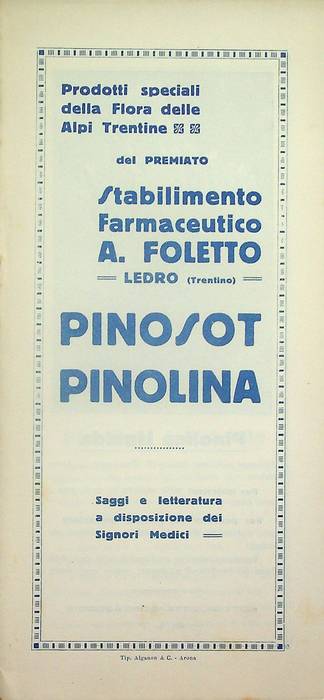 Prodotti speciali
della Flora delle
Alpi Trentine
del PREMIATO
Stabilimento
Farmaceutico
A. FOLETTO
LEDRO (Trentino)
PINOSOT
PINOLINA
Saggi e letteratura
a disposizione dei
Signori Medici
Tip. Alganon & C. - Arona